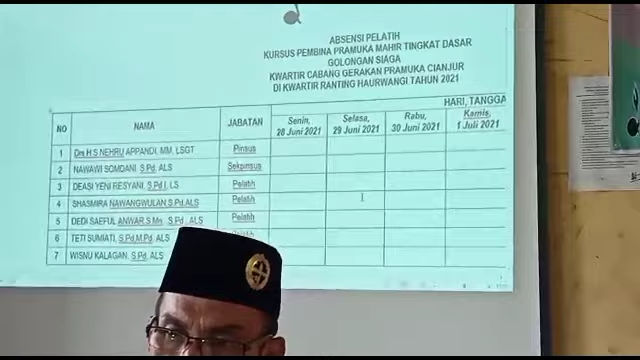 ABSENSI PELATIH
KURSUS PEMBINA PRAMUKA MAHIR TINGKAT DASAR
GOLONGAN SIAGA
KWARTIR CABANG GERAKAN PRAMUKA CIANJUR
DI KWARTIR RANTING HAURWANGI TAHUN 2021
NO NAMA JABATAN HARI, TANGGA
Senin, 28 Juni 2021 Selasa, 29 Juni 2021 Rabu, 30 Juni 2021 Kamis, 1 Juli 2021
1 Drs.H.S NEHRU APPANDI, MM, LSGT Pinsus
2 NAWAWI SOMDANI, S.Pd, ALS Sekpinsus
3 DEASI YENI RESYANI, S.Pd.I, LS Pelatih
4 SHASMIRA NAWANGWULAN S.Pd.ALS Pelatih
5 DEDI SAEFUL ANWAR.S.Mn, S.Pd., ALS Pelatih
6 TETI SUMIATI, S.Pd,M.Pd, ALS
7 WISNU KALAGAN, S.Pd, ALS